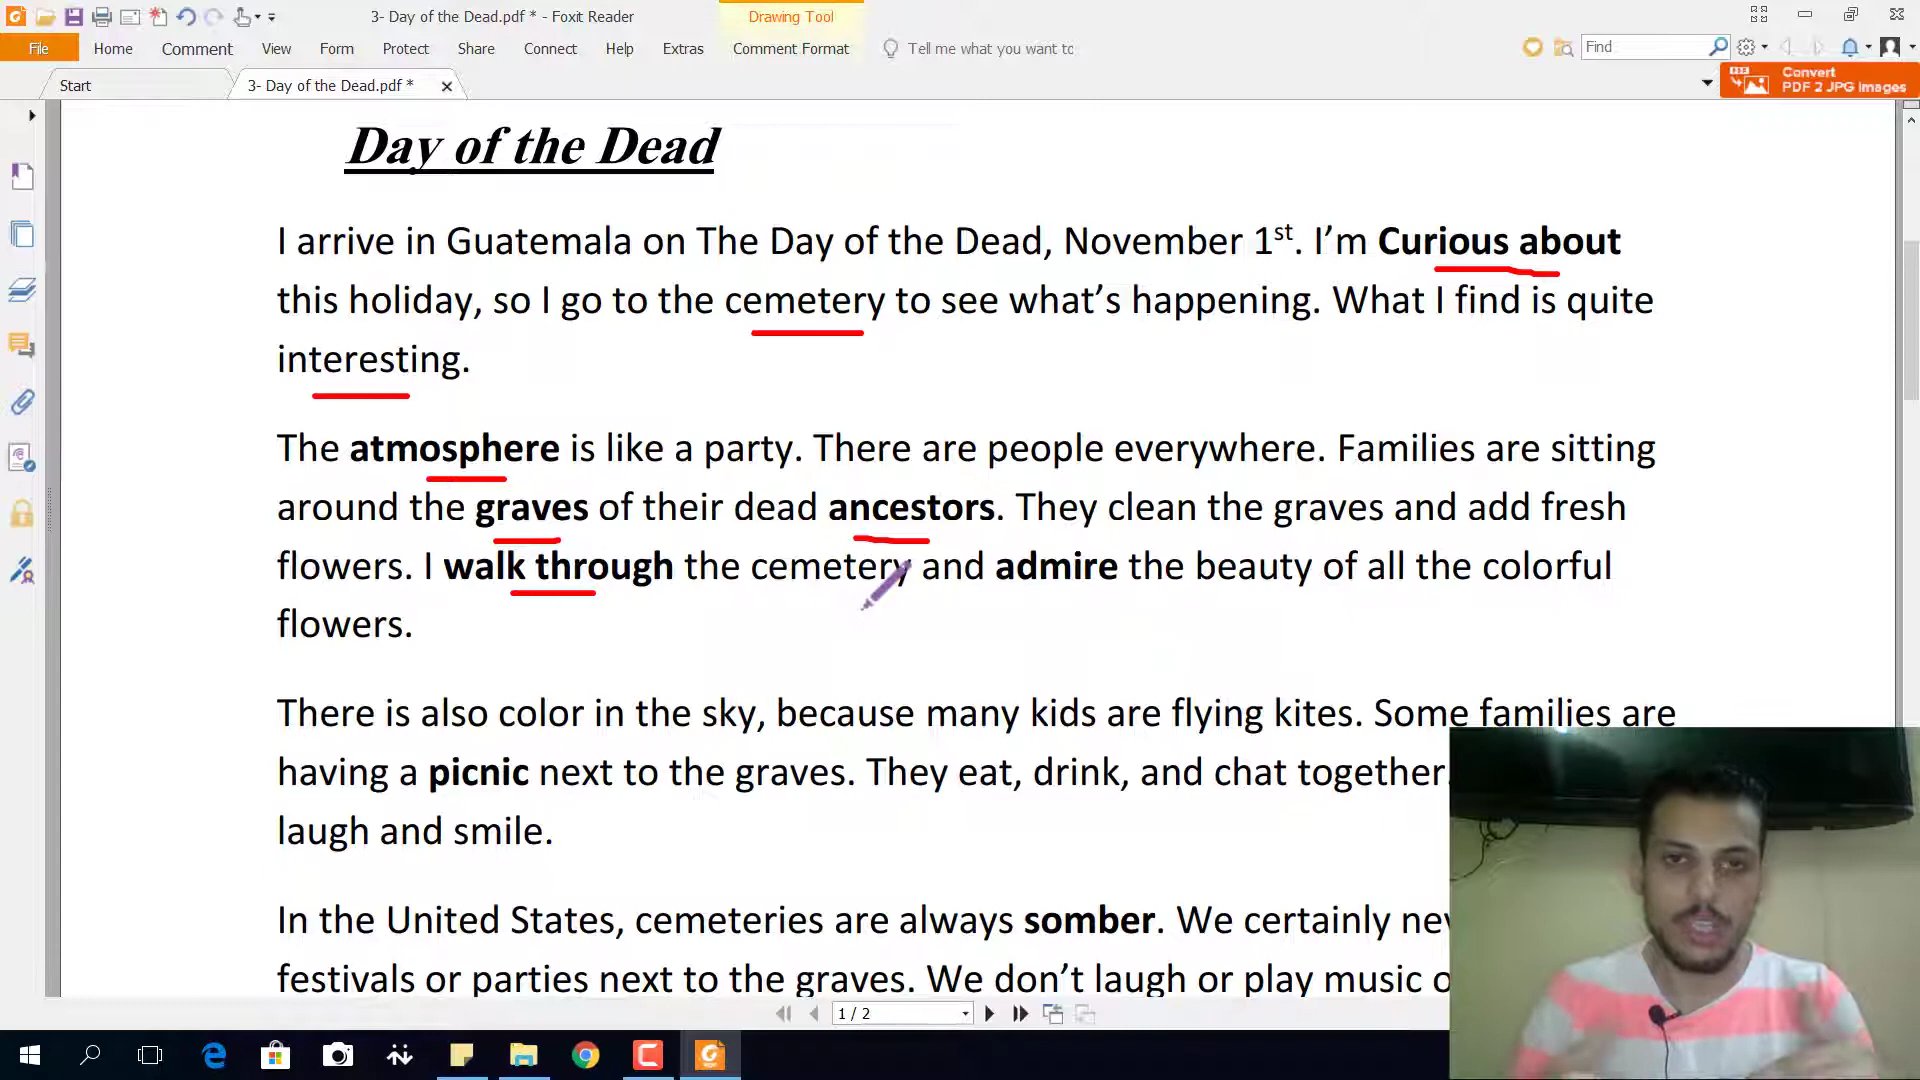 3- Day of the Dead.pdf * - Foxit Reader
Drawing Tool
File
Home
Comment
View
Form
Protect
Share
Connect
Help
Extras
Comment Format
Tell me what you want to
Find
Start
3- Day of the Dead.pdf *
Convert
PDF 2 JPG Images
Day of the Dead
I arrive in Guatemala on The Day of the Dead, November 1st. I’m Curious about
this holiday, so I go to the cemetery to see what’s happening. What I find is quite
interesting.
The atmosphere is like a party. There are people everywhere. Families are sitting
around the graves of their dead ancestors. They clean the graves and add fresh
flowers. I walk through the cemetery and admire the beauty of all the colorful
flowers.
There is also color in the sky, because many kids are flying kites. Some families are
having a picnic next to the graves. They eat, drink, and chat together.
laugh and smile.
In the United States, cemeteries are always somber. We certainly
festivals or parties next to the graves. We don’t laugh or play music
1 / 2